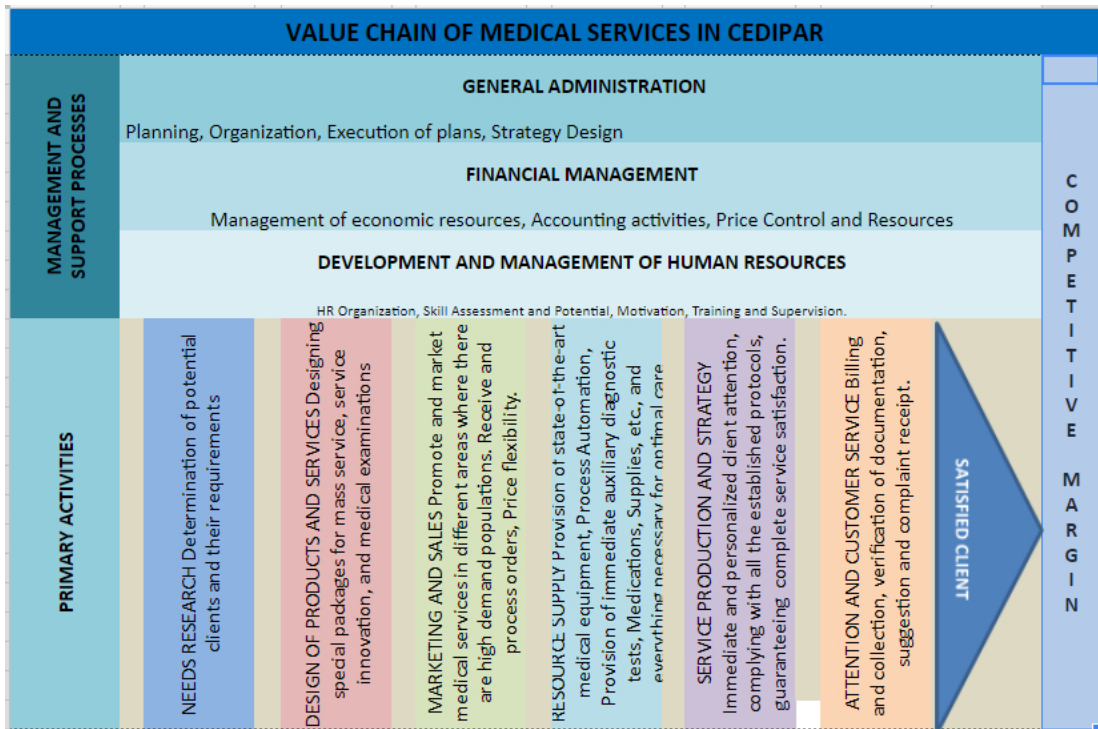 VALUE CHAIN OF MEDICAL SERVICES IN CEDIPAR
MANAGEMENT AND
SUPPORT PROCESSES
GENERAL ADMINISTRATION
Planning, Organization, Execution of plans, Strategy Design
FINANCIAL MANAGEMENT
Management of economic resources, Accounting activities, Price Control and Resources
DEVELOPMENT AND MANAGEMENT OF HUMAN RESOURCES
HR Organization, Skill Assessment and Potential, Motivation, Training and Supervision.
PRIMARY ACTIVITIES
NEEDS RESEARCH Determination of potential
clients and their requirements
DESIGN OF PRODUCTS AND SERVICES Designing
special packages for mass service, service
innovation, and medical examinations
MARKETING AND SALES Promote and market
medical services in different areas where there
are high demand and populations. Receive and
process orders, Price flexibility.
RESOURCE SUPPLY Provision of state-of-the-art
medical equipment, Process Automation,
Provision of immediate auxiliary diagnostic
tests, Medications, Supplies, etc., and
everything necessary for optimal care
SERVICE PRODUCTION AND STRATEGY
Immediate and personalized client attention,
complying with all the established protocols,
guaranteeing complete service satisfaction.
ATTENTION AND CUSTOMER SERVICE Billing
and collection, verification of documentation,
suggestion and complaint receipt.
SATISFIED CLIENT
COMPETITIVE MARGIN